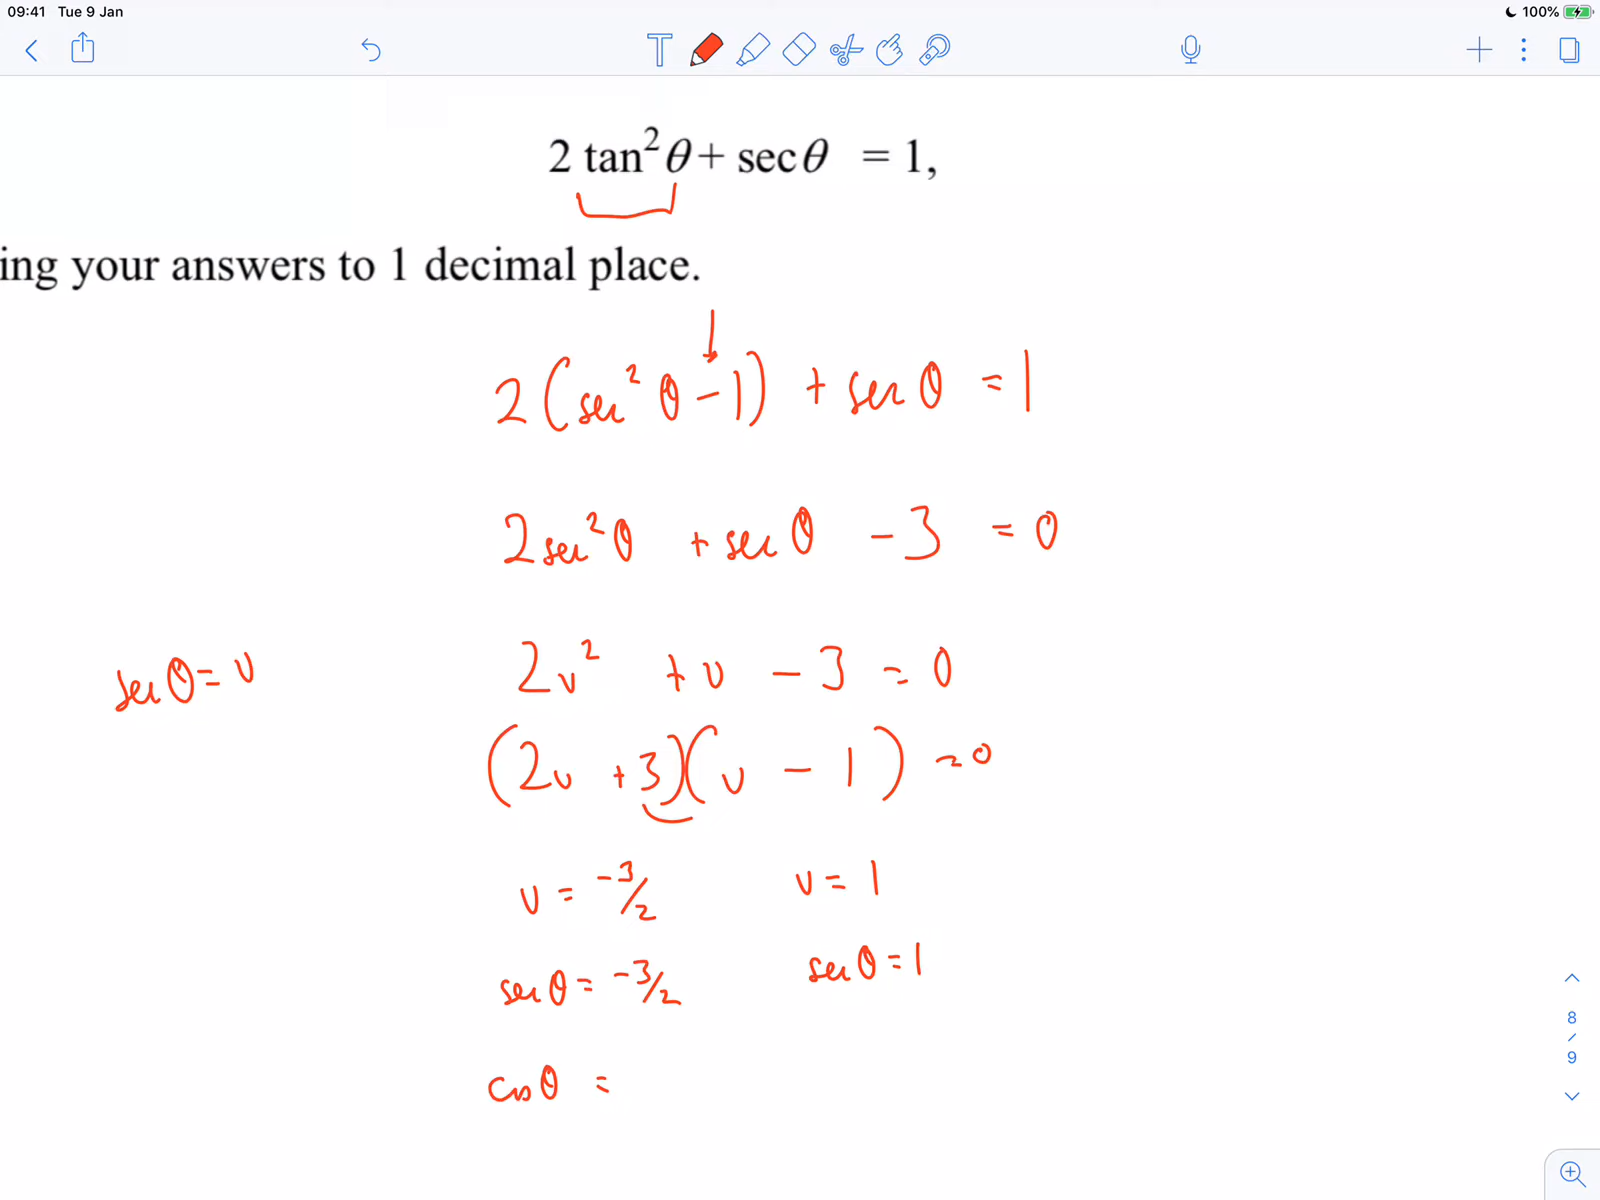 09:41 Tue 9 Jan 100%
T
2 tan²θ + secθ = 1,
ing your answers to 1 decimal place.
2(sec²θ - 1) + secθ = 1
2sec²θ + secθ - 3 = 0
secθ = v
2v² + v - 3 = 0
(2v + 3)(v - 1) = 0
v = -3/2 v = 1
secθ = -3/2 secθ = 1
cosθ =
8
/
9